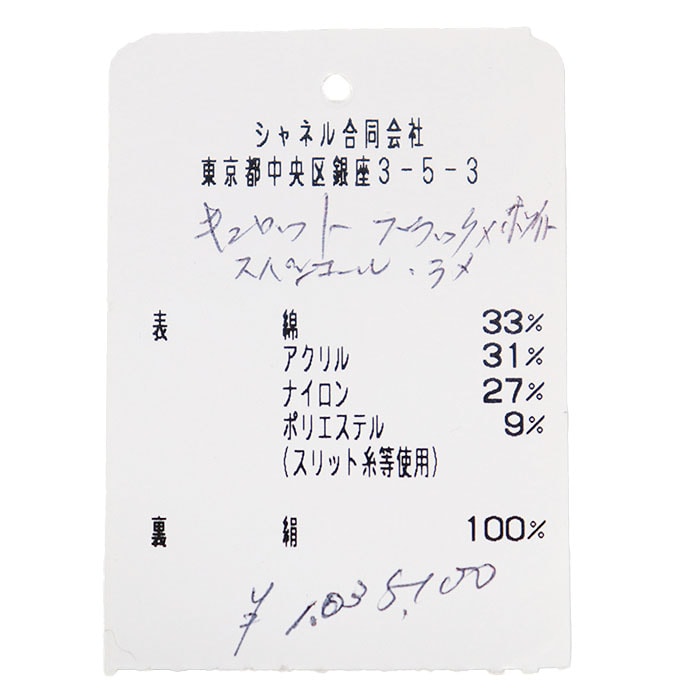 シャネル合同会社
東京都中央区銀座3-5-3
キュロット ブラック×ホワイト
スパンコール・ラメ
表 綿 33%
アクリル 31%
ナイロン 27%
ポリエステル 9%
(スリット糸等使用)
裏 絹 100%
¥1,035,100